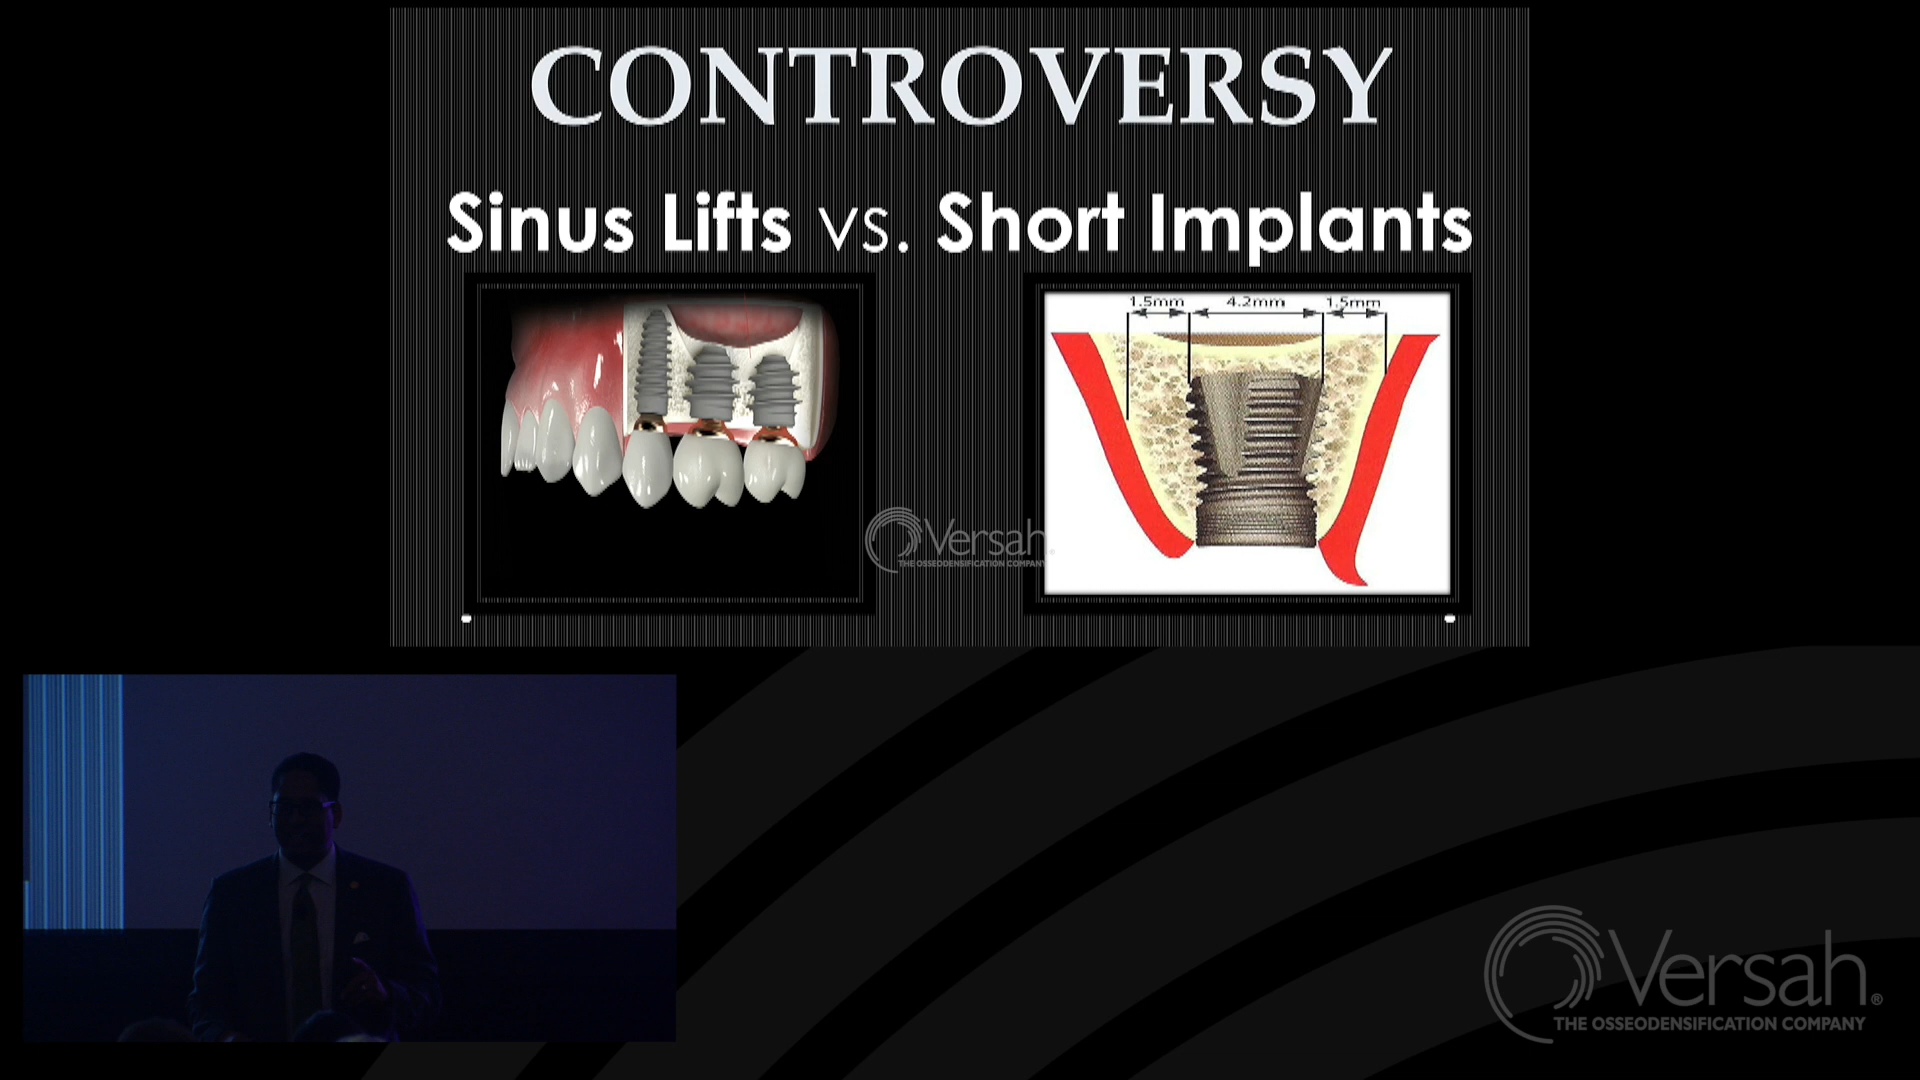 CONTROVERSY
Sinus Lifts vs. Short Implants
1.5mm 4.2mm 1.5mm
Versah
THE OSSEODENSIFICATION COMPANY
Versah®
THE OSSEODENSIFICATION COMPANY